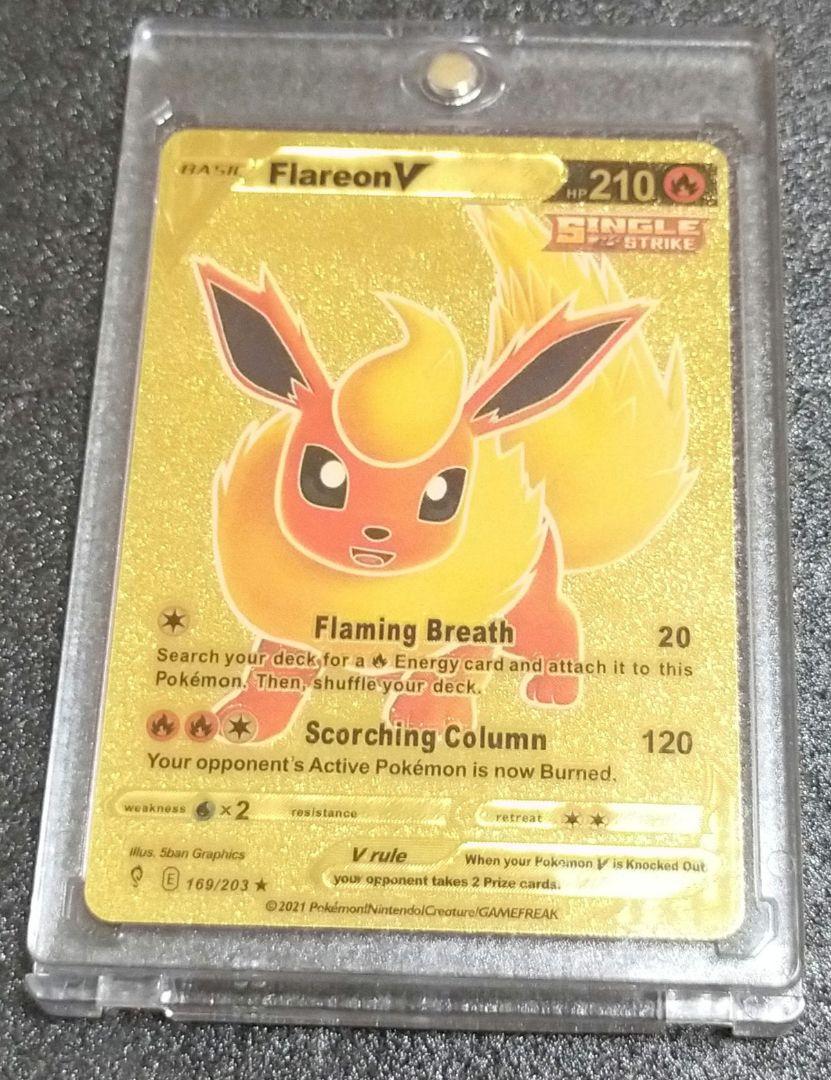 BASIC Flareon V HP 210
SINGLE
STRIKE
Flaming Breath 20
Search your deck for a Energy card and attach it to this
Pokémon. Then, shuffle your deck.
Scorching Column 120
Your opponent's Active Pokémon is now Burned.
weakness ×2 resistance retreat
Illus. 5ban Graphics
V rule When your Pokemon V is Knocked Out,
your opponent takes 2 Prize cards.
E 169/203 ★
©2021 Pokémon/Nintendo/Creature/GAMEFREAK